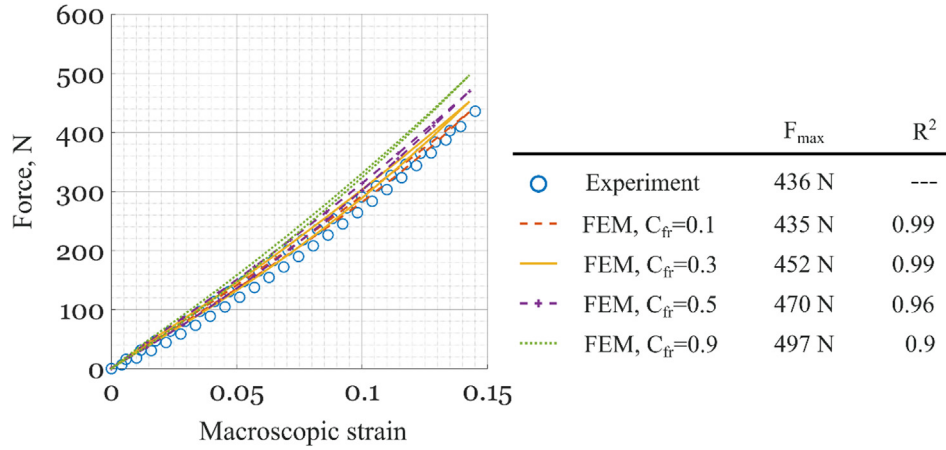 600
500
400
300
200
100
0
0 0.05 0.1 0.15
Force, N
Macroscopic strain
F_max R²
Experiment 436 N ---
FEM, C_fr=0.1 435 N 0.99
FEM, C_fr=0.3 452 N 0.99
FEM, C_fr=0.5 470 N 0.96
FEM, C_fr=0.9 497 N 0.9